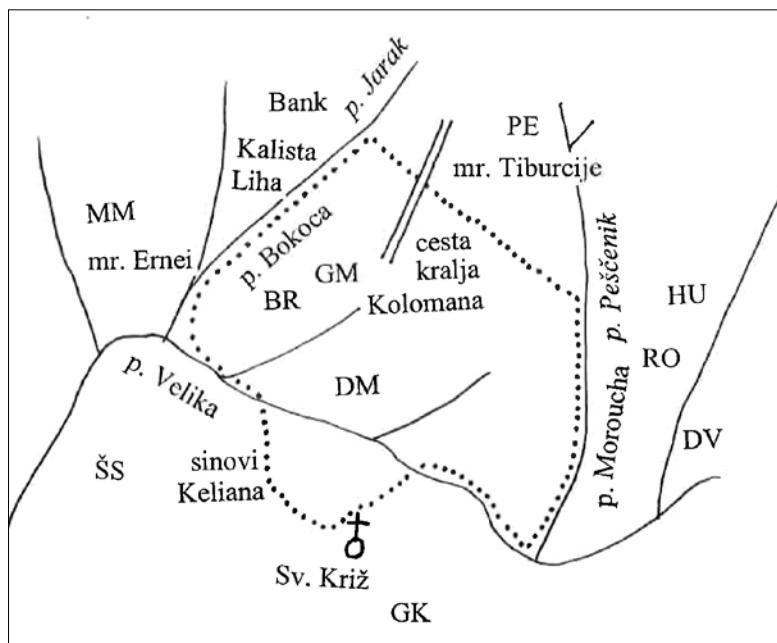 Bank
p. Jarak
PE
Kalista
Liha
mr. Tiburcije
MM
mr. Ernei
p. Bokoca
cesta
kralja
Kolomana
GM
BR
p. Moroucha
p. Peščenik
HU
RO
p. Velika
DM
DV
ŠS
sinovi
Keliana
Sv. Križ
GK